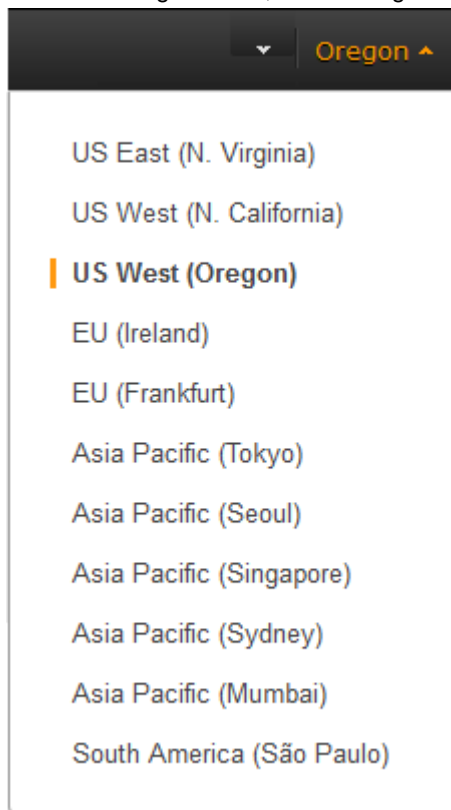 Oregon
US East (N. Virginia)
US West (N. California)
US West (Oregon)
EU (Ireland)
EU (Frankfurt)
Asia Pacific (Tokyo)
Asia Pacific (Seoul)
Asia Pacific (Singapore)
Asia Pacific (Sydney)
Asia Pacific (Mumbai)
South America (São Paulo)